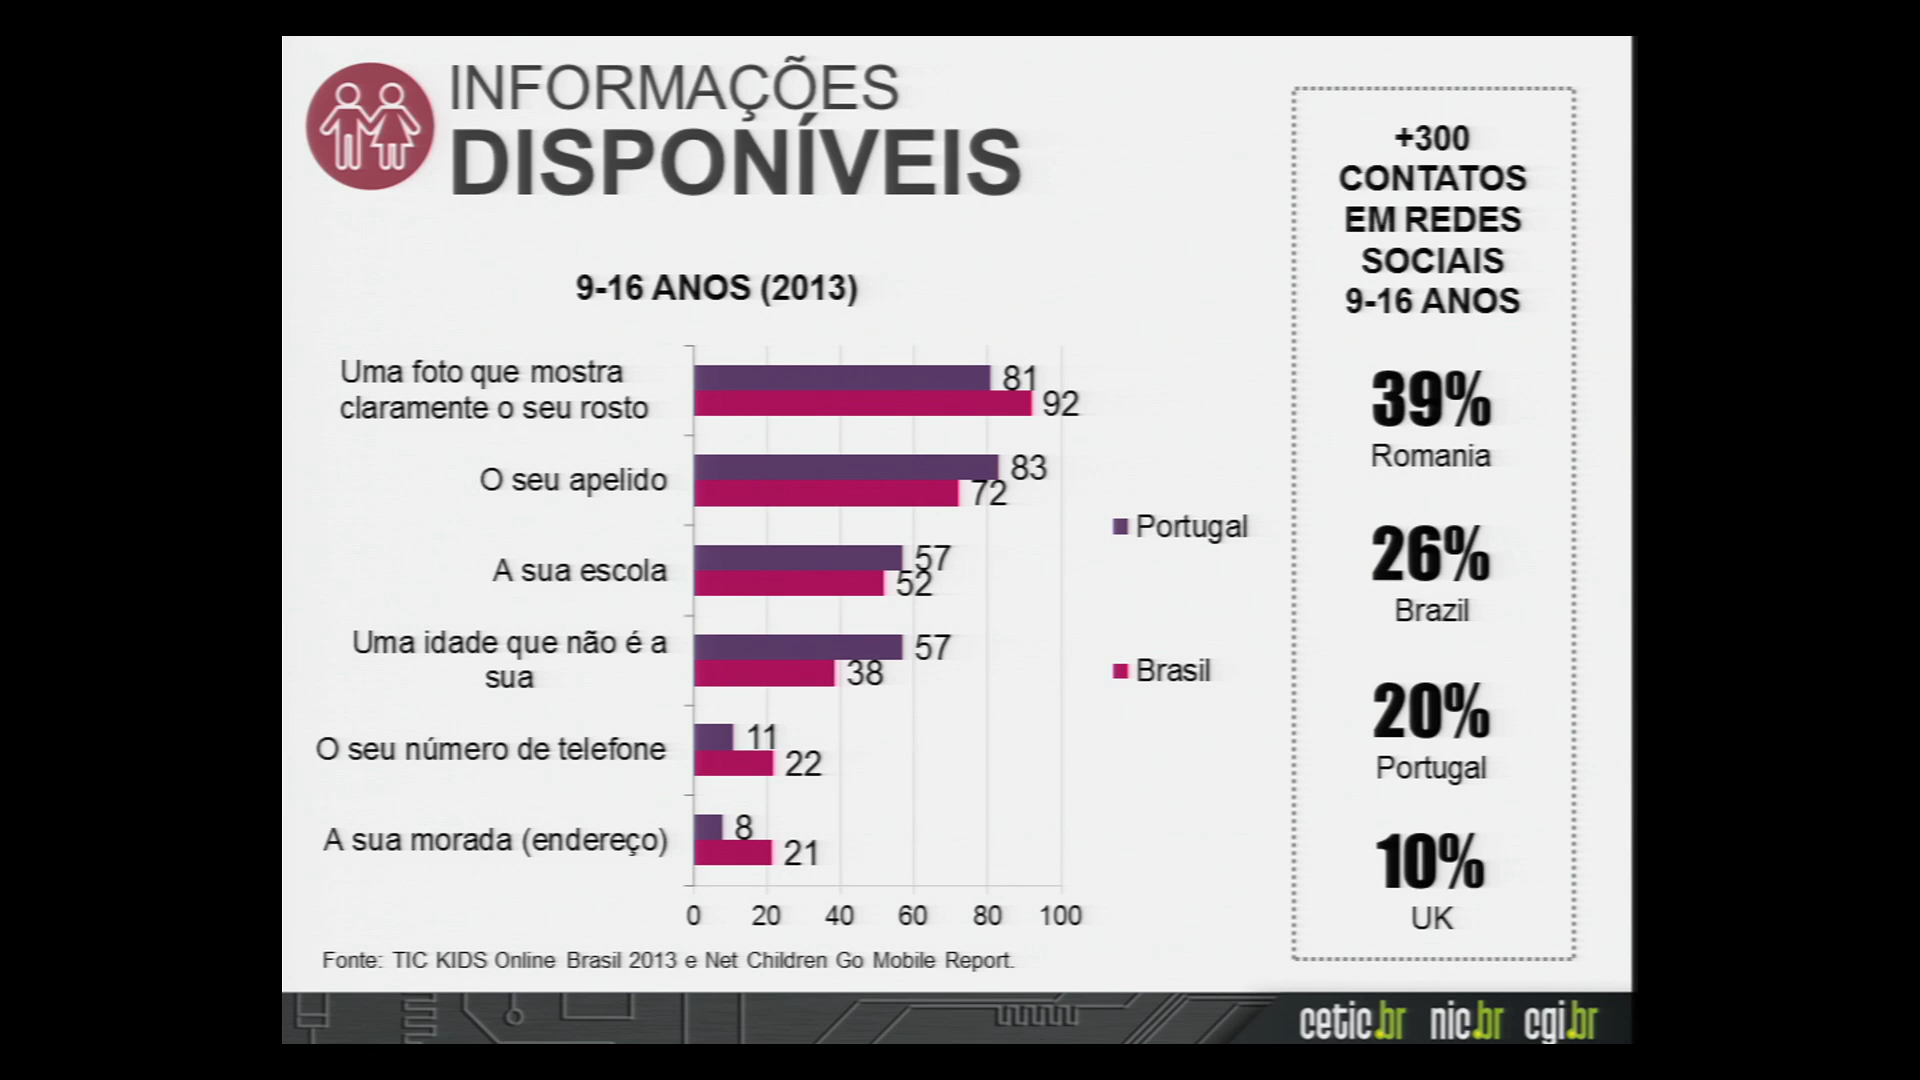 INFORMAÇÕES
DISPONÍVEIS
9-16 ANOS (2013)
Uma foto que mostra
claramente o seu rosto
81
92
O seu apelido
83
72
A sua escola
57
52
Uma idade que não é a
sua
57
38
O seu número de telefone
11
22
A sua morada (endereço)
8
21
0 20 40 60 80 100
Portugal
Brasil
Fonte: TIC KIDS Online Brasil 2013 e Net Children Go Mobile Report.
+300
CONTATOS
EM REDES
SOCIAIS
9-16 ANOS
39%
Romania
26%
Brazil
20%
Portugal
10%
UK
cetic.br nic.br cgi.br